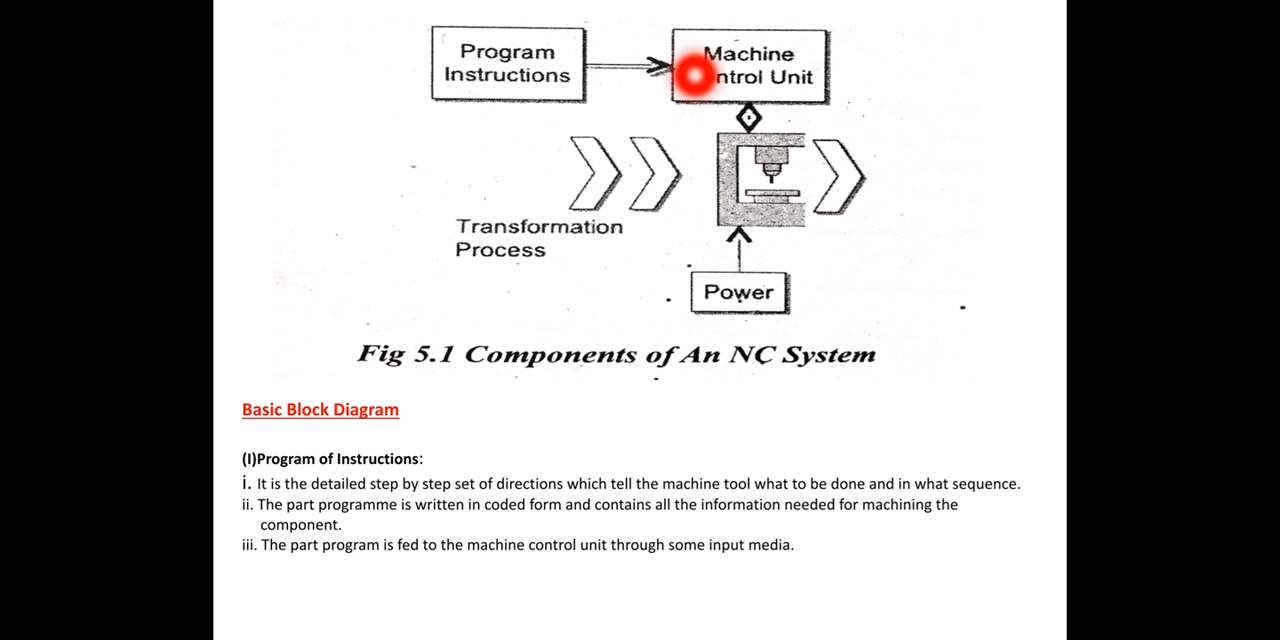 Program
Instructions
Machine
ntrol Unit
Transformation
Process
Power
Fig 5.1 Components of An NC System
Basic Block Diagram
(I)Program of Instructions:
i. It is the detailed step by step set of directions which tell the machine tool what to be done and in what sequence.
ii. The part programme is written in coded form and contains all the information needed for machining the
component.
iii. The part program is fed to the machine control unit through some input media.